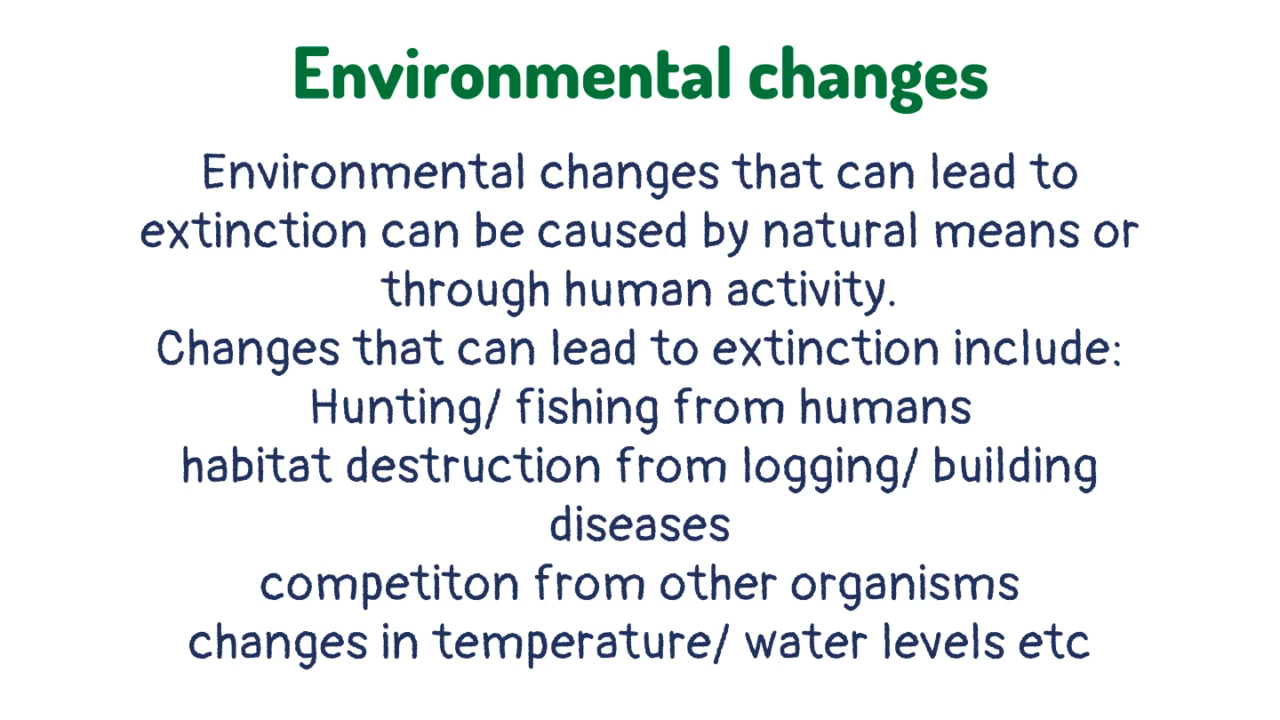 Environmental changes
Environmental changes that can lead to
extinction can be caused by natural means or
through human activity.
Changes that can lead to extinction include:
Hunting/ fishing from humans
habitat destruction from logging/ building
diseases
competiton from other organisms
changes in temperature/ water levels etc